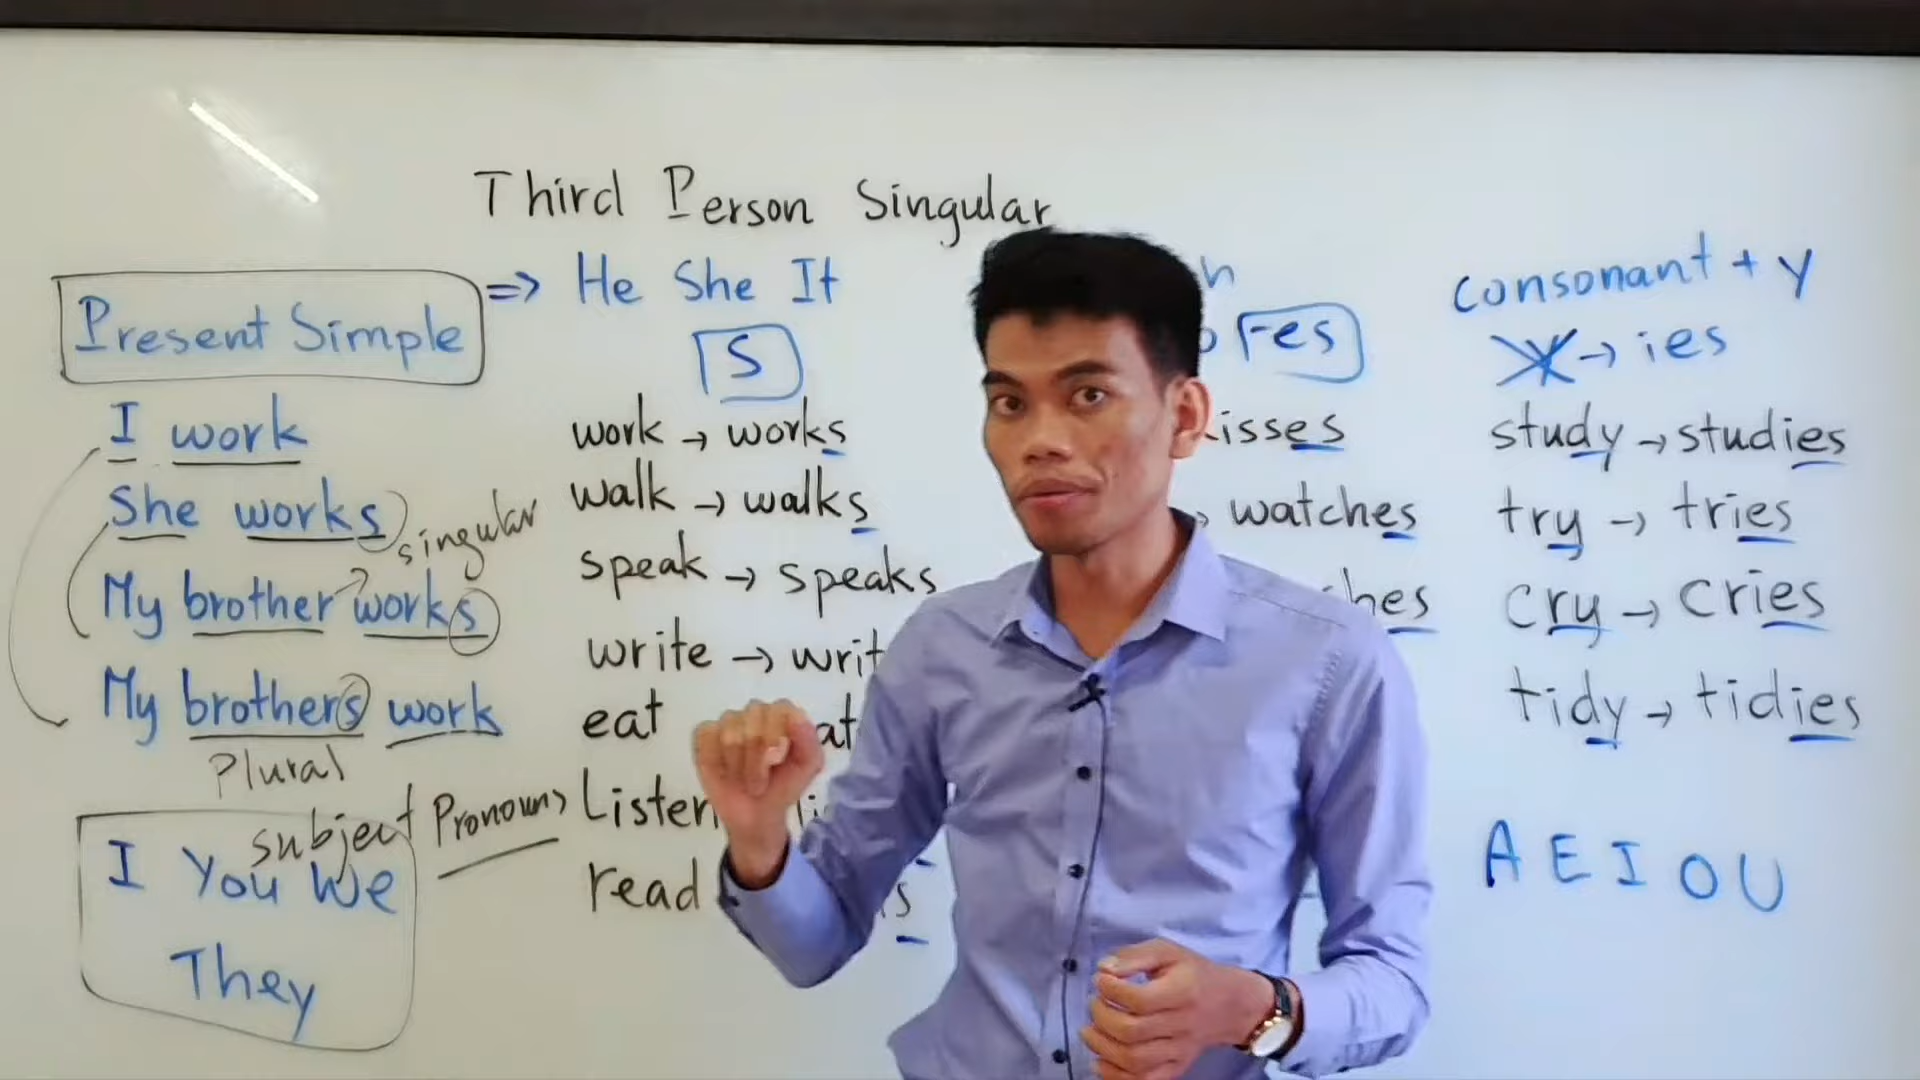 Third Person Singular
Present Simple => He She It
S
I work
She works
singular
My brother works
My brothers work
Plural
subject Pronouns
I You We
They
work → works
walk → walks
speak → speaks
write →
eat
Listen
read
es
isses
→ watches
hes
consonant + y
y → ies
study → studies
try → tries
cry → cries
tidy → tidies
A E I O U